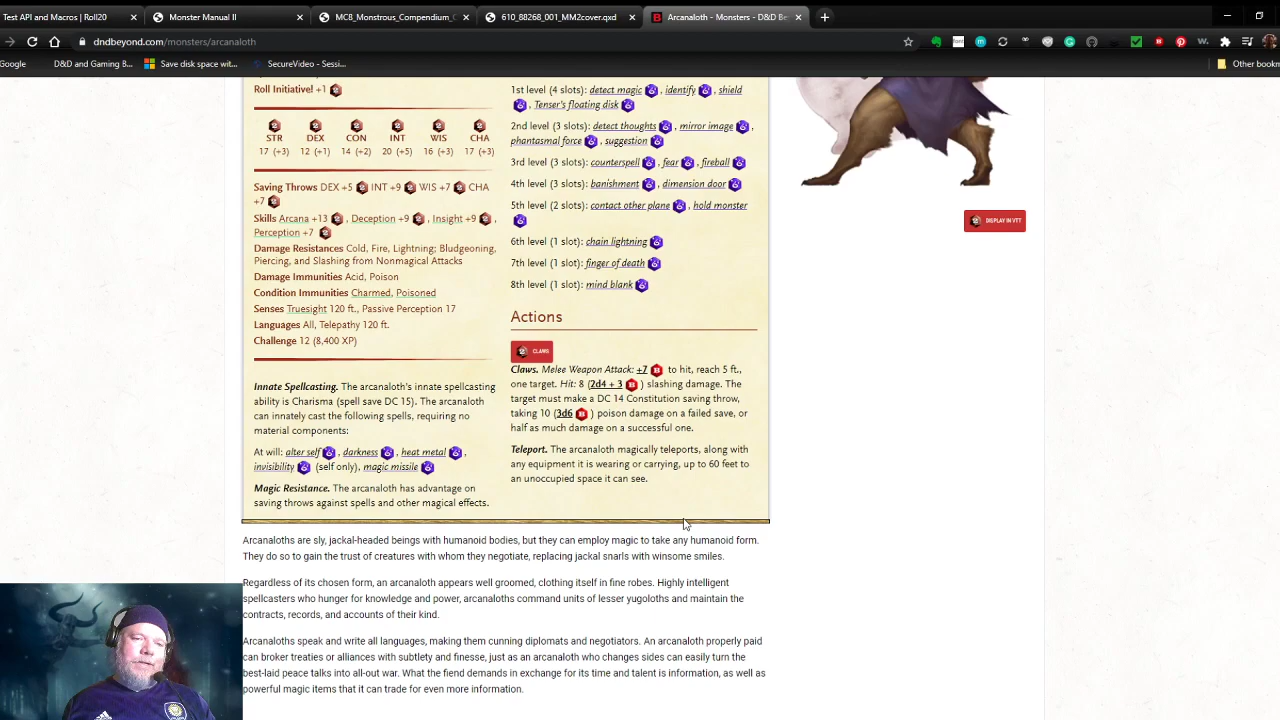 Test API and Macros | Roll20
Monster Manual II
MC8_Monstrous_Compendium_
610_88268_001_MM2cover.qxd
Arcanaloth - Monsters - D&D Be
dndbeyond.com/monsters/arcanaloth
Google
D&D and Gaming B...
Save disk space wit...
SecureVideo - Sessi...
Other bookm
Roll Initiative! +1
STR DEX CON INT WIS CHA
17 (+3) 12 (+1) 14 (+2) 20 (+5) 16 (+3) 17 (+3)
Saving Throws DEX +5 INT +9 WIS +7 CHA
+7
Skills Arcana +13 , Deception +9 , Insight +9 ,
Perception +7
Damage Resistances Cold, Fire, Lightning; Bludgeoning,
Piercing, and Slashing from Nonmagical Attacks
Damage Immunities Acid, Poison
Condition Immunities Charmed, Poisoned
Senses Truesight 120 ft., Passive Perception 17
Languages All, Telepathy 120 ft.
Challenge 12 (8,400 XP)
Innate Spellcasting. The arcanaloth's innate spellcasting
ability is Charisma (spell save DC 15). The arcanaloth
can innately cast the following spells, requiring no
material components:
At will: alter self , darkness , heat metal ,
invisibility (self only), magic missile
Magic Resistance. The arcanaloth has advantage on
saving throws against spells and other magical effects.
1st level (4 slots): detect magic , identify , shield
, Tenser's floating disk
2nd level (3 slots): detect thoughts , mirror image ,
phantasmal force , suggestion
3rd level (3 slots): counterspell , fear , fireball
4th level (3 slots): banishment , dimension door
5th level (2 slots): contact other plane , hold monster
6th level (1 slot): chain lightning
7th level (1 slot): finger of death
8th level (1 slot): mind blank
Actions
CLAWS
Claws. Melee Weapon Attack: +7 to hit, reach 5 ft.,
one target. Hit: 8 (2d4 + 3 ) slashing damage. The
target must make a DC 14 Constitution saving throw,
taking 10 (3d6 ) poison damage on a failed save, or
half as much damage on a successful one.
Teleport. The arcanaloth magically teleports, along with
any equipment it is wearing or carrying, up to 60 feet to
an unoccupied space it can see.
DISPLAY IN VTT
Arcanaloths are sly, jackal-headed beings with humanoid bodies, but they can employ magic to take any humanoid form.
They do so to gain the trust of creatures with whom they negotiate, replacing jackal snarls with winsome smiles.
Regardless of its chosen form, an arcanaloth appears well groomed, clothing itself in fine robes. Highly intelligent
spellcasters who hunger for knowledge and power, arcanaloths command units of lesser yugoloths and maintain the
contracts, records, and accounts of their kind.
Arcanaloths speak and write all languages, making them cunning diplomats and negotiators. An arcanaloth properly paid
can broker treaties or alliances with subtlety and finesse, just as an arcanaloth who changes sides can easily turn the
best-laid peace talks into all-out war. What the fiend demands in exchange for its time and talent is information, as well as
powerful magic items that it can trade for even more information.